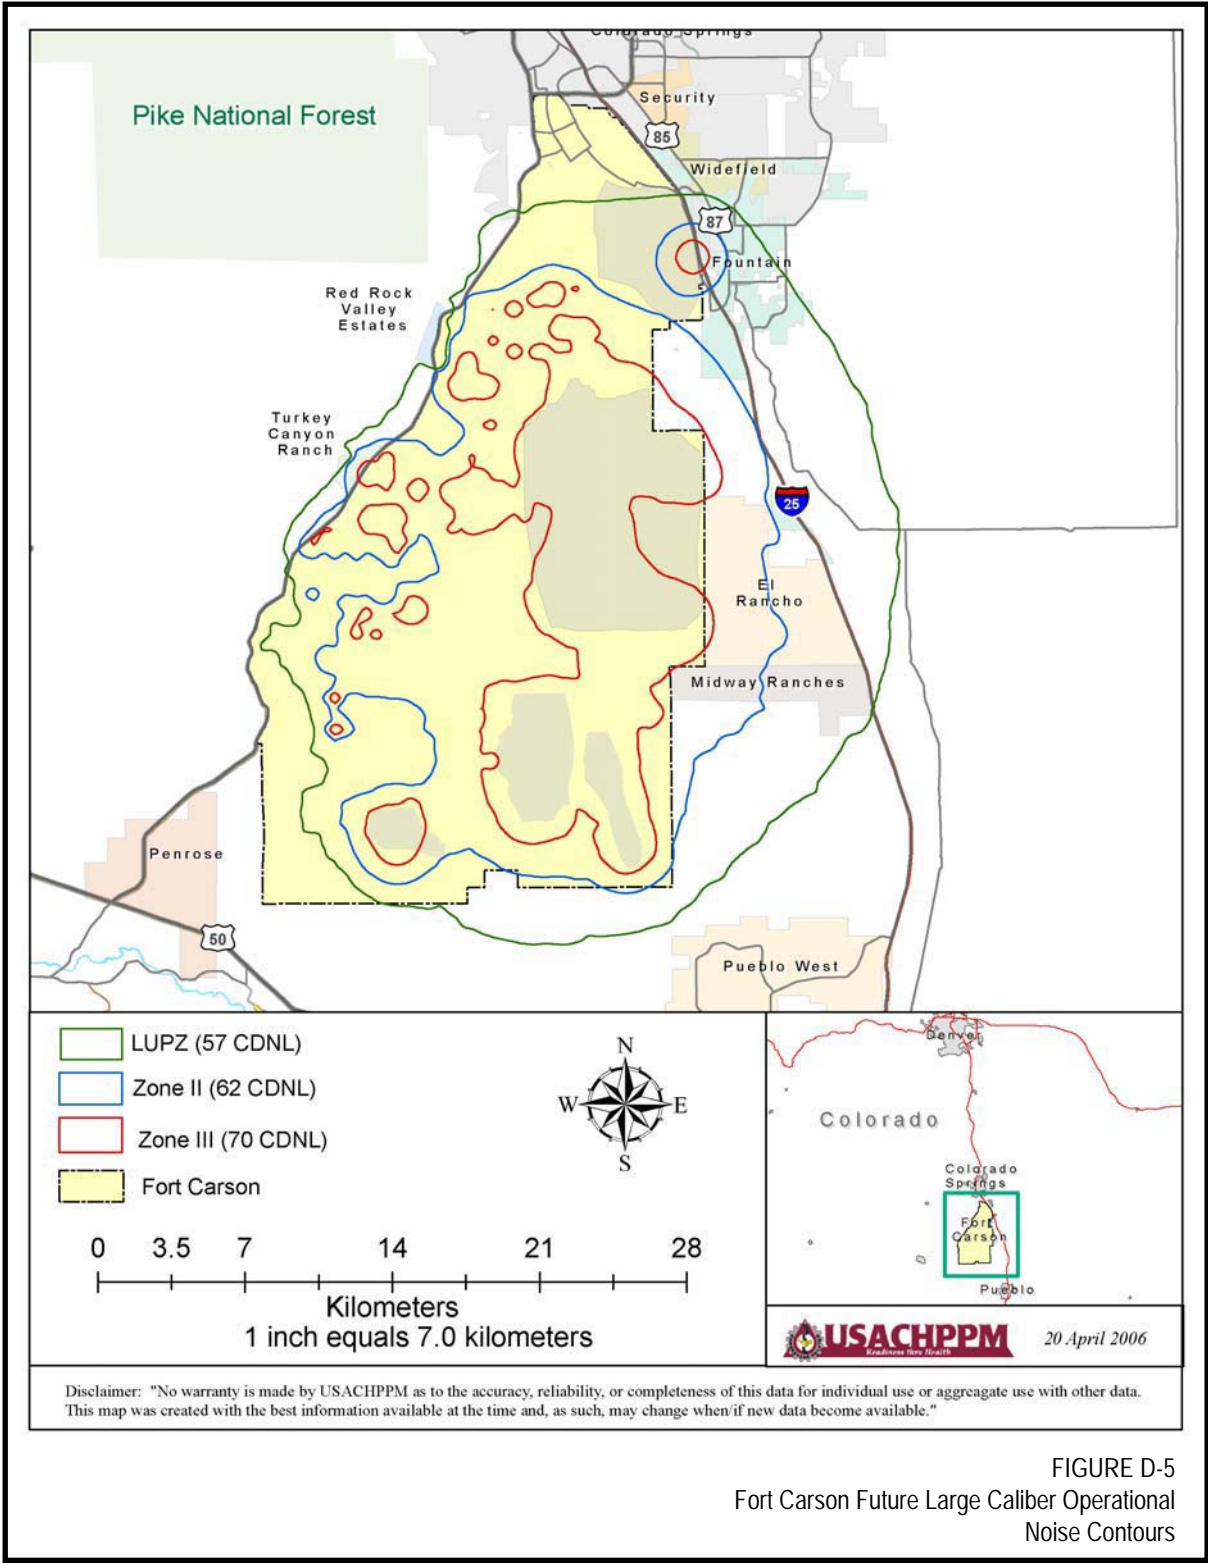 Colorado Springs
Pike National Forest
Security
85
Widefield
87
Fountain
Red Rock
Valley
Estates
Turkey
Canyon
Ranch
25
El
Rancho
Midway Ranches
Penrose
50
Pueblo West
LUPZ (57 CDNL)
Zone II (62 CDNL)
Zone III (70 CDNL)
Fort Carson
N
W E
S
0 3.5 7 14 21 28
Kilometers
1 inch equals 7.0 kilometers
Denver
Colorado
Colorado
Springs
Fort
Carson
Pueblo
USACHPPM
Readiness thru Health
20 April 2006
Disclaimer: "No warranty is made by USACHPPM as to the accuracy, reliability, or completeness of this data for individual use or aggreagate use with other data.
This map was created with the best information available at the time and, as such, may change when/if new data become available."
FIGURE D-5
Fort Carson Future Large Caliber Operational
Noise Contours